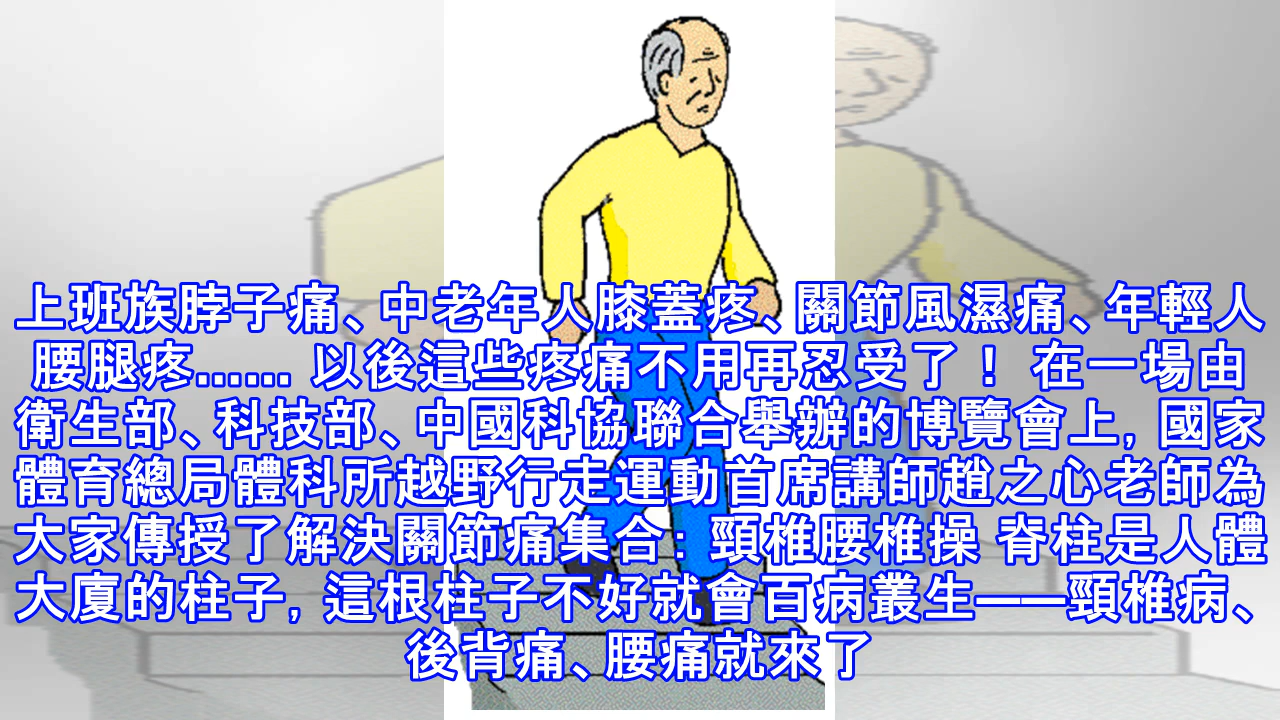 上班族脖子痛、中老年人膝蓋疼、關節風濕痛、年輕人
腰腿疼...... 以後這些疼痛不用再忍受了！ 在一場由
衛生部、科技部、中國科協聯合舉辦的博覽會上, 國家
體育總局體科所越野行走運動首席講師趙之心老師為
大家傳授了解決關節痛集合：頸椎腰椎操 脊柱是人體
大廈的柱子, 這根柱子不好就會百病叢生——頸椎病、
後背痛、腰痛就來了